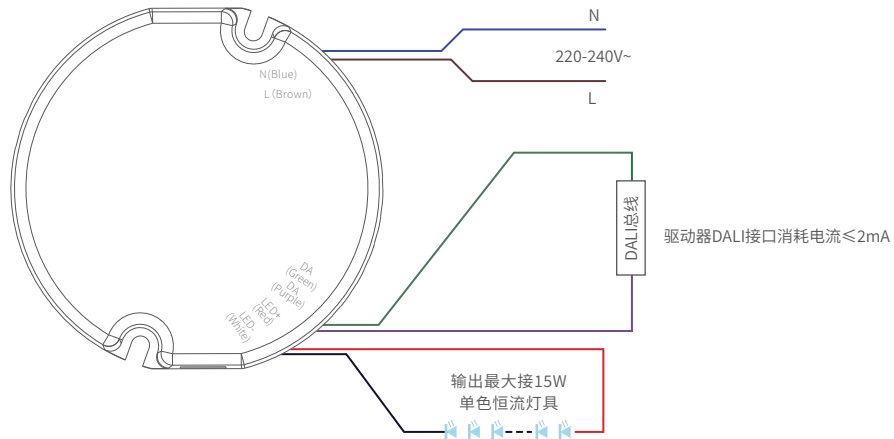 N
220-240V~
L
N(Blue)
L（Brown）
DALI总线
驱动器DALI接口消耗电流≤2mA
DA
(Green)
DA
(Purple)
LED+
(Red)
LED-
(White)
输出最大接15W
单色恒流灯具